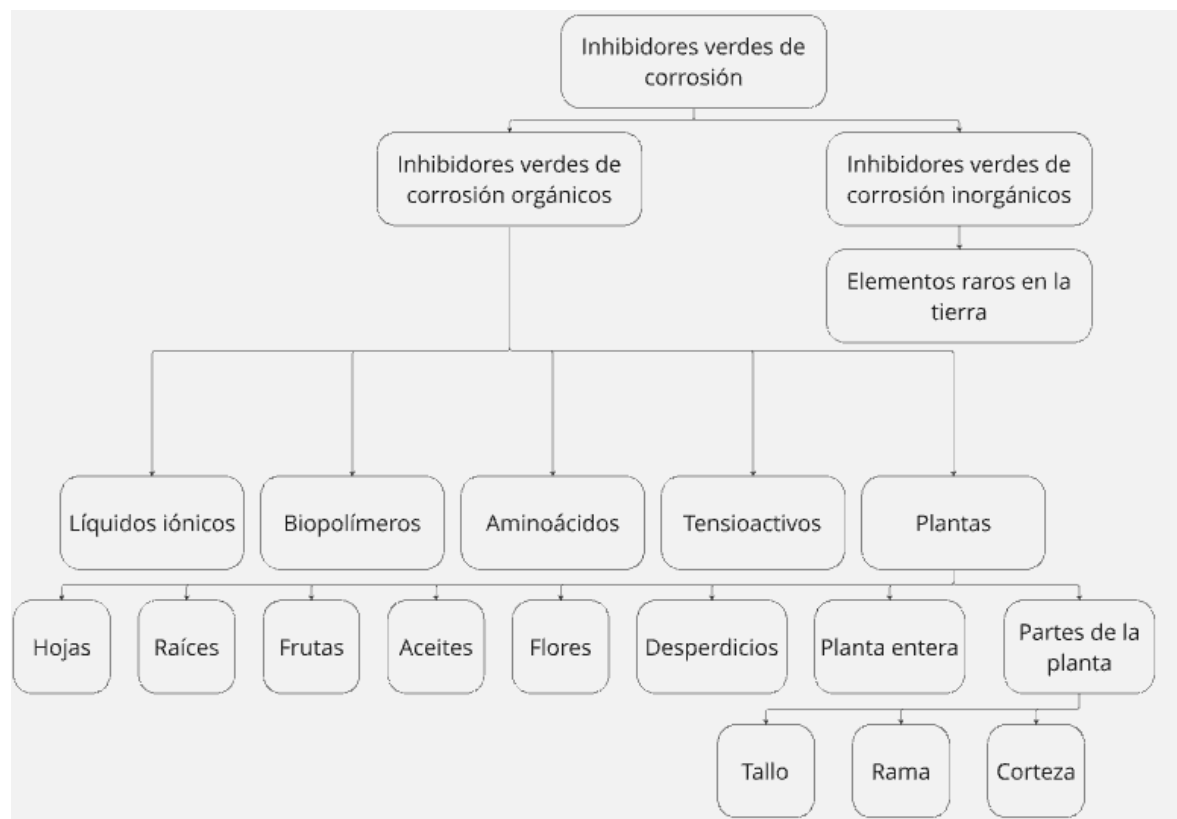 Inhibidores verdes de
corrosión
Inhibidores verdes de
corrosión orgánicos
Inhibidores verdes de
corrosión inorgánicos
Elementos raros en la
tierra
Líquidos iónicos
Biopolímeros
Aminoácidos
Tensioactivos
Plantas
Hojas
Raíces
Frutas
Aceites
Flores
Desperdicios
Planta entera
Partes de la
planta
Tallo
Rama
Corteza